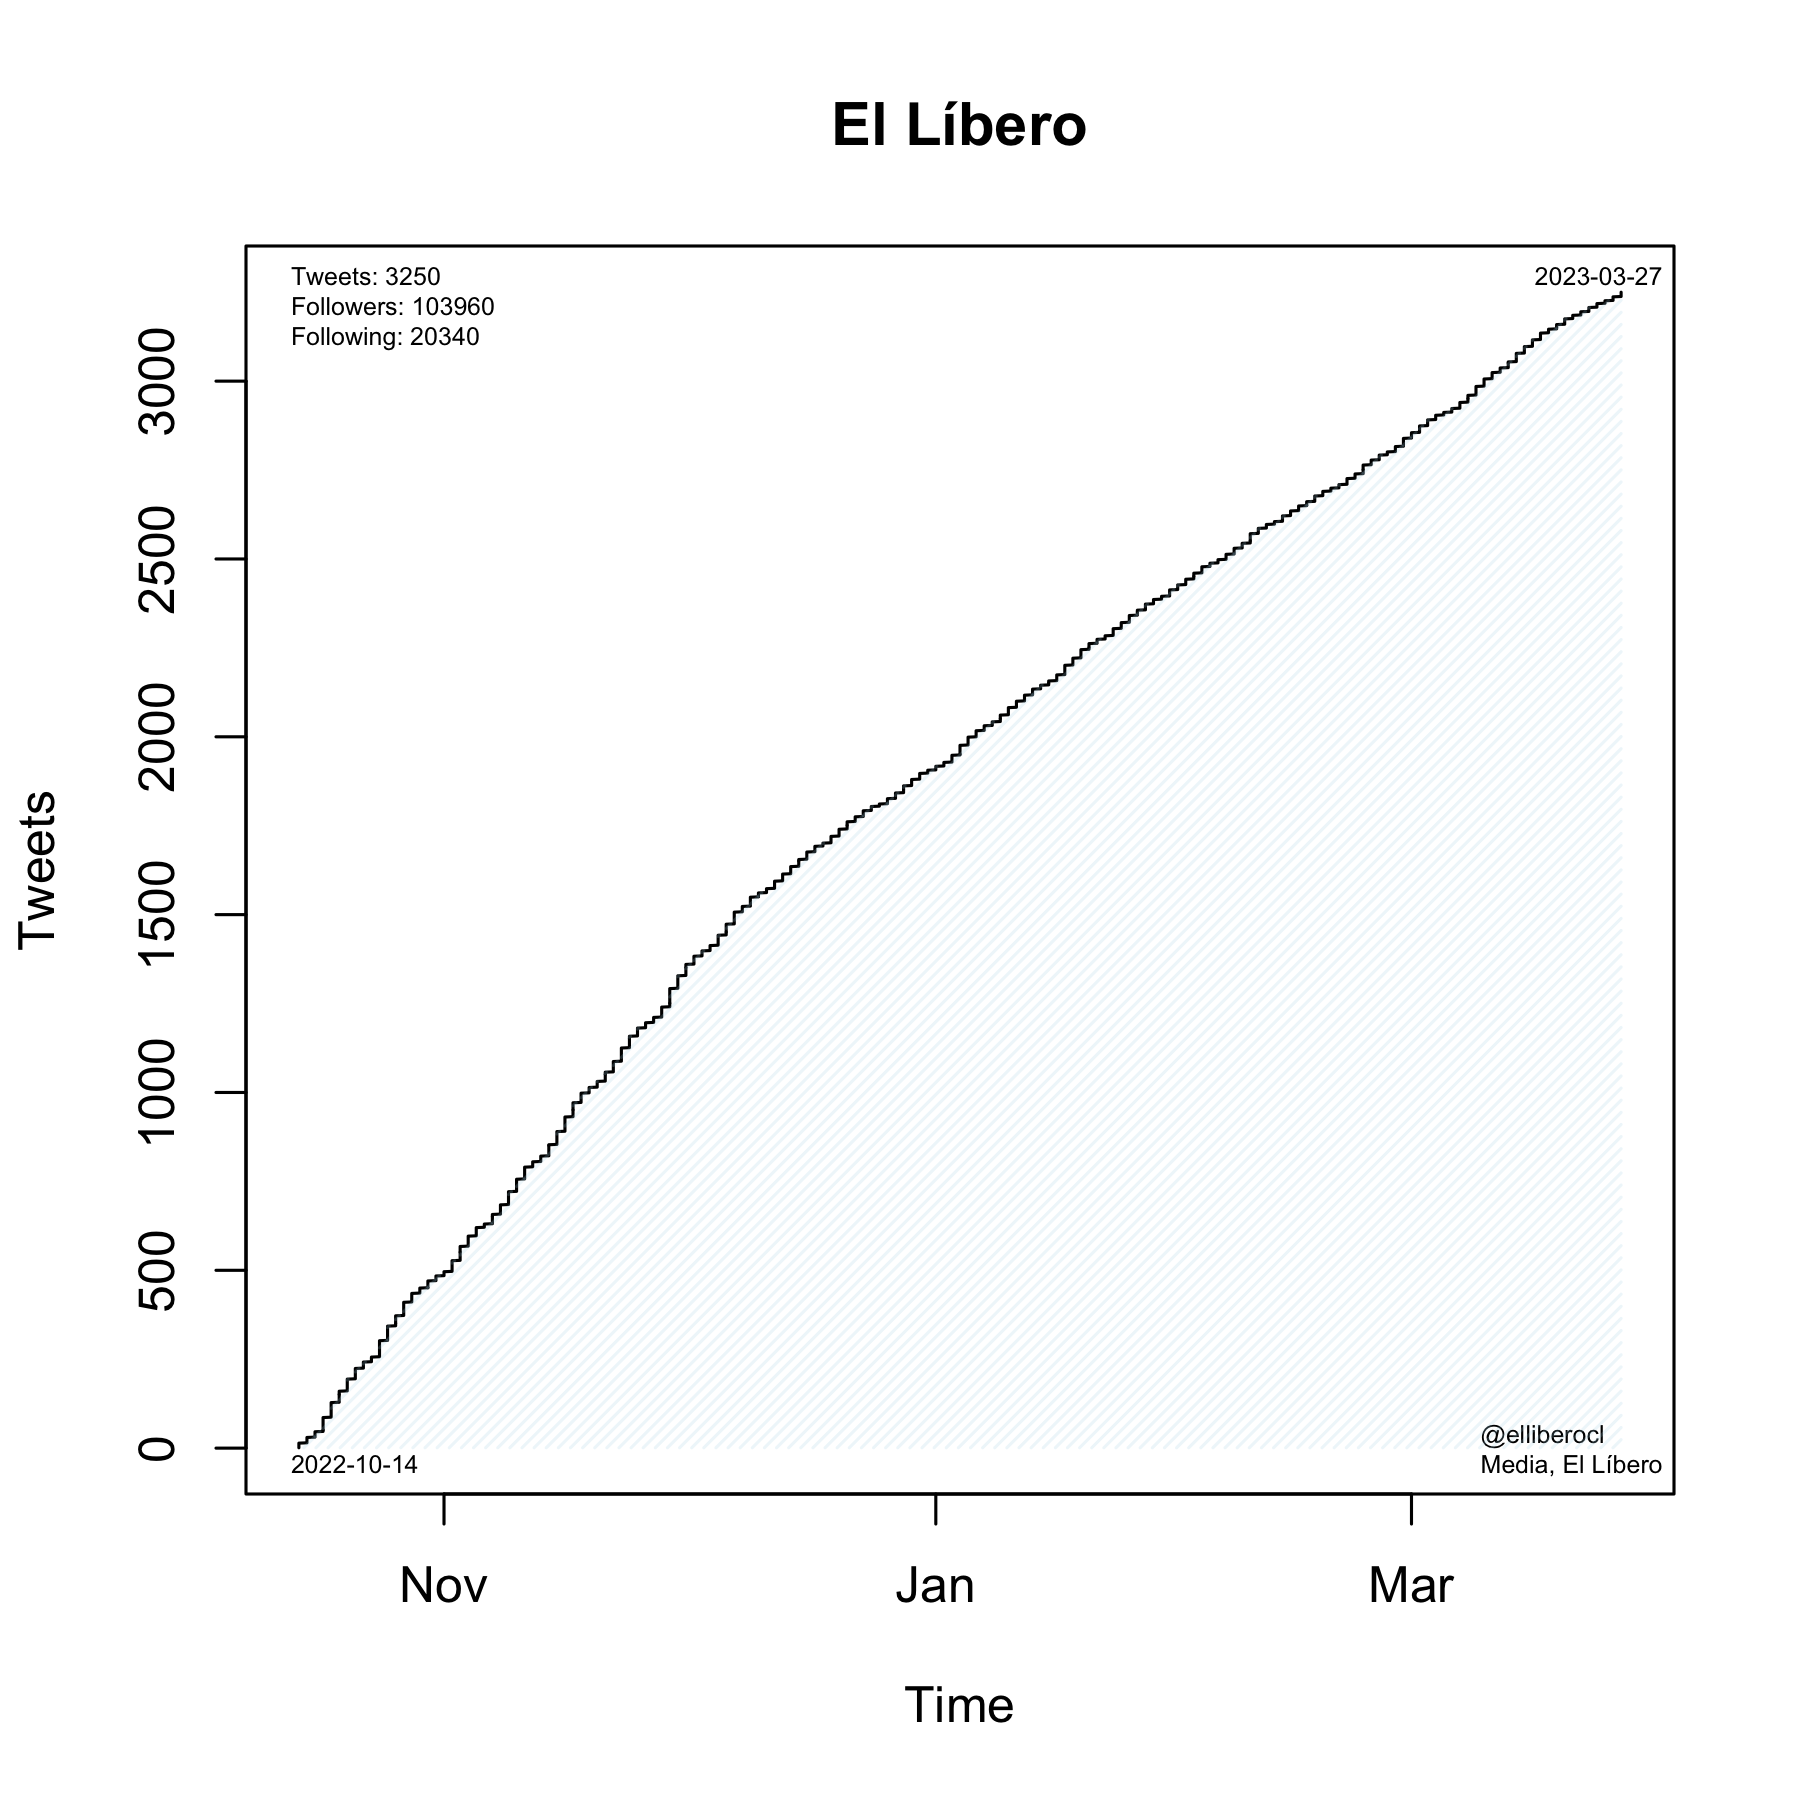 El Líbero
Tweets: 3250
Followers: 103960
Following: 20340
2023-03-27
3000
2500
2000
1500
1000
500
0
Tweets
2022-10-14
@elliberocl
Media, El Líbero
Nov
Jan
Mar
Time